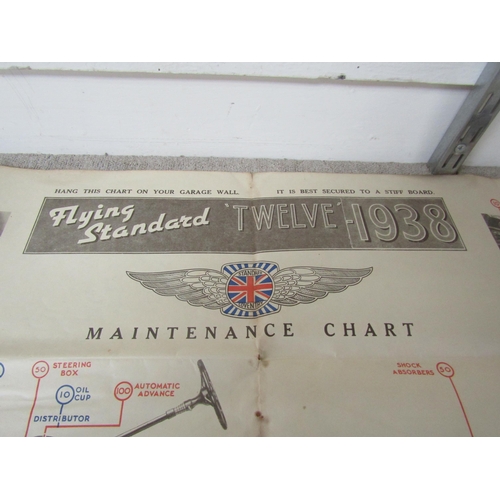 HANG THIS CHART ON YOUR GARAGE WALL. IT IS BEST SECURED TO A STIFF BOARD.
Flying Standard 'TWELVE'-1938
MAINTENANCE CHART
50 STEERING BOX
10 OIL CUP
DISTRIBUTOR
100 AUTOMATIC ADVANCE
SHOCK ABSORBERS 50